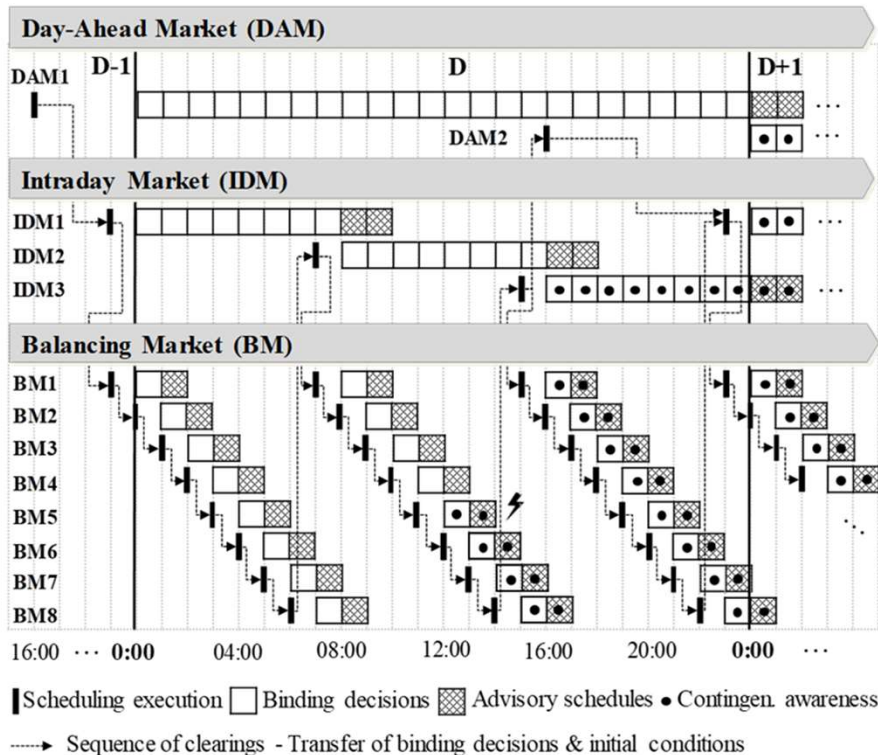 Day-Ahead Market (DAM)
D-1 D D+1
DAM1
...
DAM2 ...
Intraday Market (IDM)
IDM1 ...
IDM2
IDM3 ...
Balancing Market (BM)
BM1
BM2
BM3
BM4
BM5
BM6
BM7
BM8
16:00 ... 0:00 04:00 08:00 12:00 16:00 20:00 0:00 ...
Scheduling execution Binding decisions Advisory schedules Contingen. awareness
Sequence of clearings - Transfer of binding decisions & initial conditions